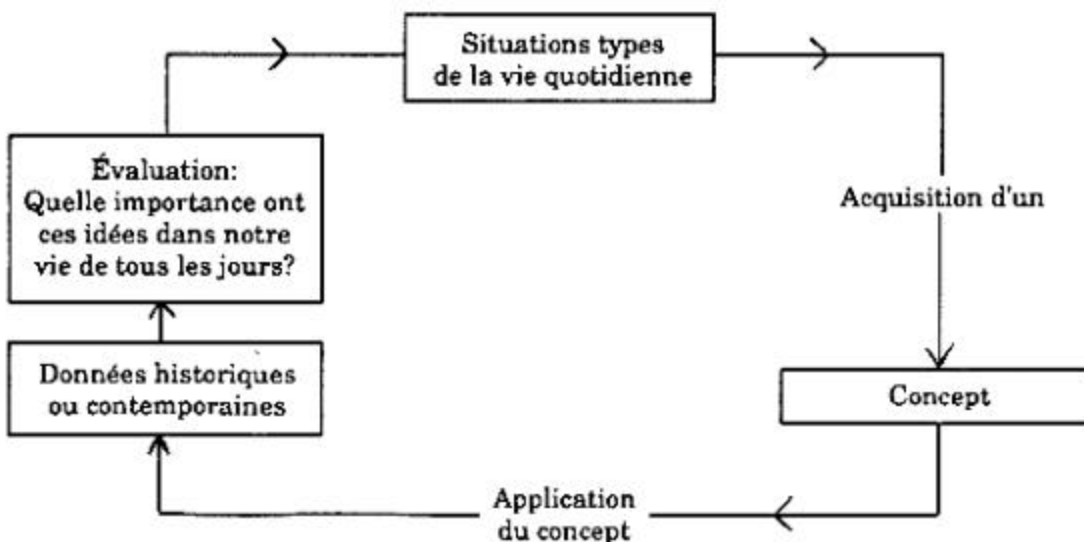 Situations types
de la vie quotidienne
Évaluation:
Quelle importance ont
ces idées dans notre
vie de tous les jours?
Acquisition d'un
Données historiques
ou contemporaines
Concept
Application
du concept